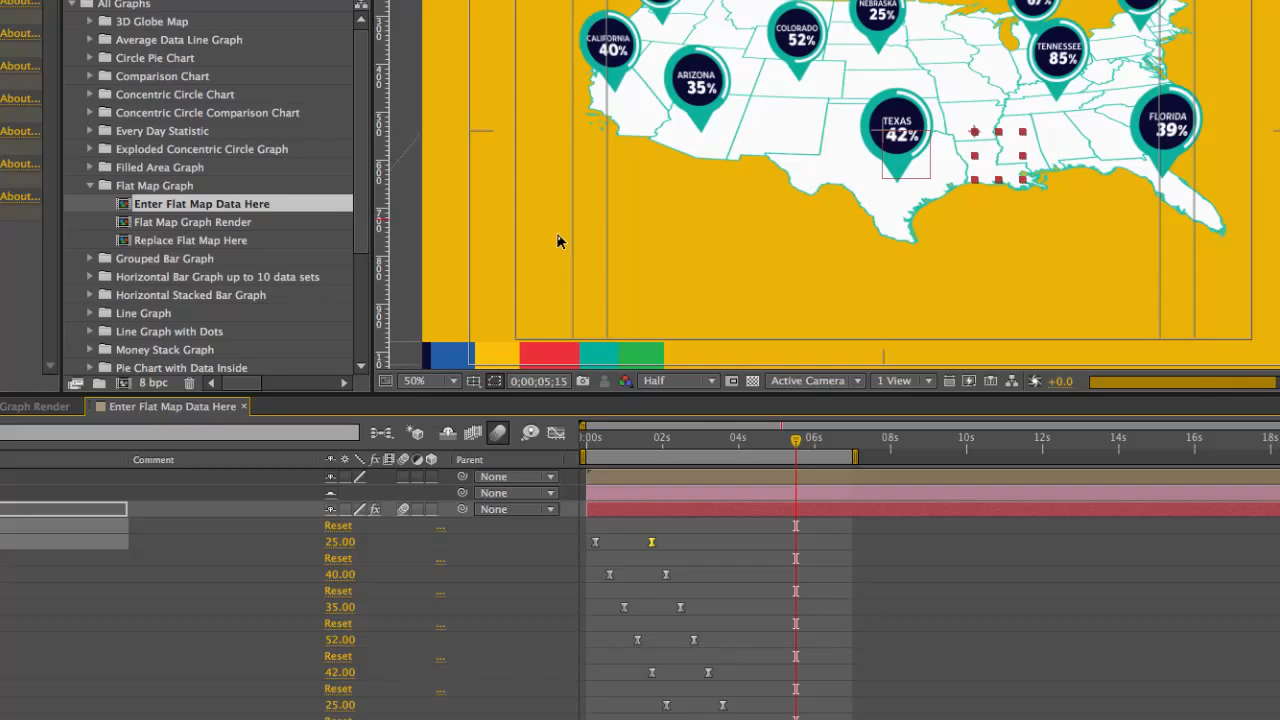 All Graphs
3D Globe Map
Average Data Line Graph
Circle Pie Chart
Comparison Chart
Concentric Circle Chart
Concentric Circle Comparison Chart
Every Day Statistic
Exploded Concentric Circle Graph
Filled Area Graph
Flat Map Graph
Enter Flat Map Data Here
Flat Map Graph Render
Replace Flat Map Here
Grouped Bar Graph
Horizontal Bar Graph up to 10 data sets
Horizontal Stacked Bar Graph
Line Graph
Line Graph with Dots
Money Stack Graph
Pie Chart with Data Inside
8 bpc
About...
About...
About...
About...
About...
About...
NEBRASKA
25%
67%
CALIFORNIA
40%
COLORADO
52%
TENNESSEE
85%
ARIZONA
35%
TEXAS
42%
FLORIDA
39%
50%
0;00;05;15
Half
Active Camera
1 View
+0.0
Graph Render
Enter Flat Map Data Here ×
Comment
Parent
:00s 02s 04s 06s 08s 10s 12s 14s 16s 18s
None
None
None
Reset ...
25.00
Reset ...
40.00
Reset ...
35.00
Reset ...
52.00
Reset ...
42.00
Reset ...
25.00